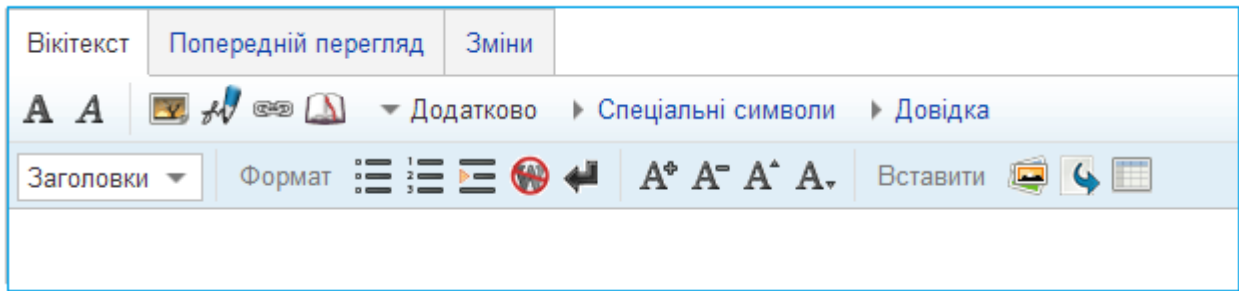 Вікітекст Попередній перегляд Зміни
A A Додатково Спеціальні символи Довідка
Заголовки Формат A A A A Вставити